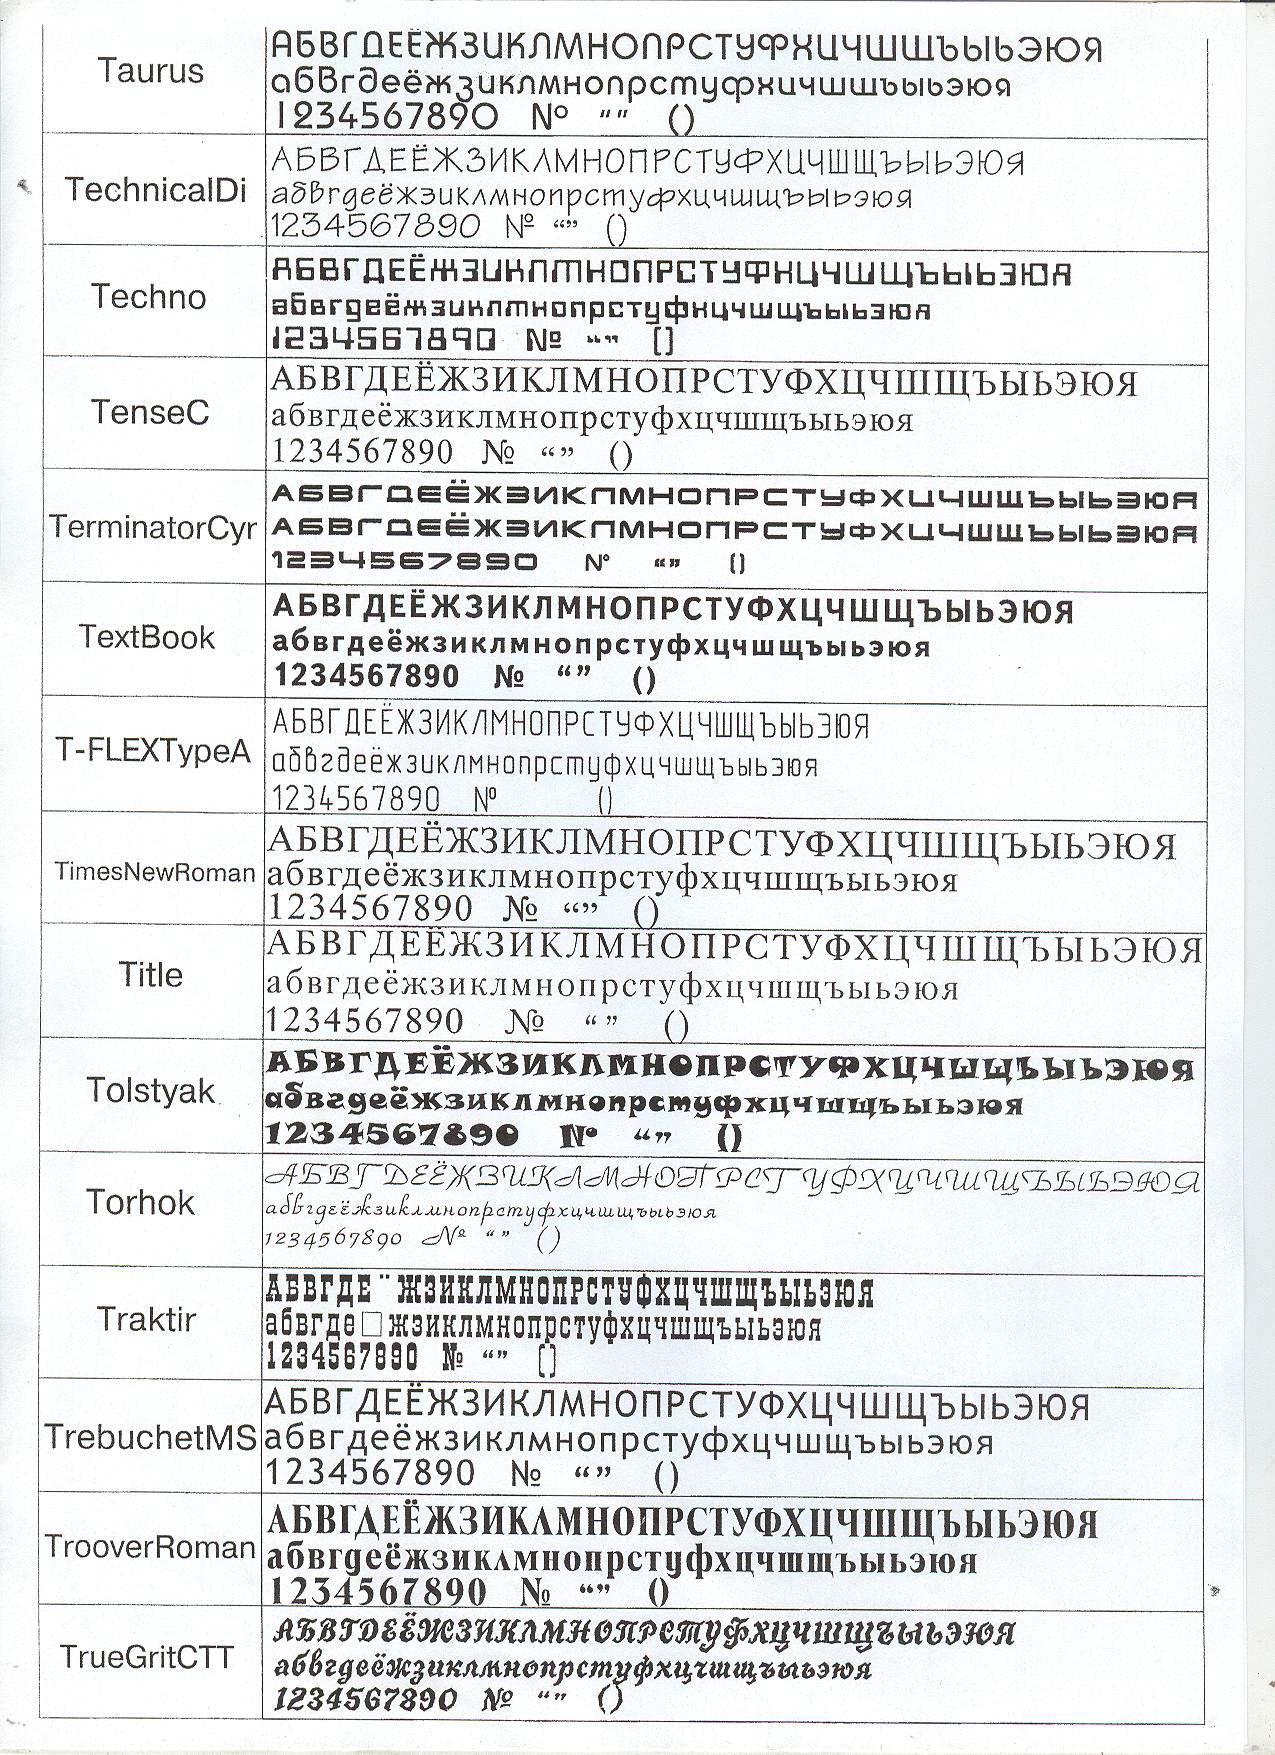 Taurus
АБВГДЕЁЖЗИКЛМНОПРСТУФХЦЧШЩЪЫЬЭЮЯ
абвгдеёжзиклмнопрстуфхцчшщъыьэюя
1234567890 № "" ()
TechnicalDi
АБВГДЕЁЖЗИКЛМНОПРСТУФХЦЧШЩЪЫЬЭЮЯ
абвгдеёжзиклмнопрстуфхцчшщъыьэюя
1234567890 № “” ()
Techno
АБВГДЕЁЖЗИКЛМНОПРСТУФХЦЧШЩЪЫЬЭЮЯ
абвгдеёжзиклмнопрстуфхцчшщъыьэюя
1234567890 № “” []
TenseC
АБВГДЕЁЖЗИКЛМНОПРСТУФХЦЧШЩЪЫЬЭЮЯ
абвгдеёжзиклмнопрстуфхцчшщъыьэюя
1234567890 № “” ()
TerminatorCyr
АБВГДЕЁЖЗИКЛМНОПРСТУФХЦЧШЩЪЫЬЭЮЯ
АБВГДЕЁЖЗИКЛМНОПРСТУФХЦЧШЩЪЫЬЭЮЯ
1234567890 № “” ()
TextBook
АБВГДЕЁЖЗИКЛМНОПРСТУФХЦЧШЩЪЫЬЭЮЯ
абвгдеёжзиклмнопрстуфхцчшщъыьэюя
1234567890 № “” ()
T-FLEXTypeA
АБВГДЕЁЖЗИКЛМНОПРСТУФХЦЧШЩЪЫЬЭЮЯ
абвгдеёжзиклмнопрстуфхцчшщъыьэюя
1234567890 № ()
TimesNewRoman
АБВГДЕЁЖЗИКЛМНОПРСТУФХЦЧШЩЪЫЬЭЮЯ
абвгдеёжзиклмнопрстуфхцчшщъыьэюя
1234567890 № “” ()
Title
АБВГДЕЁЖЗИКЛМНОПРСТУФХЦЧШЩЪЫЬЭЮЯ
абвгдеёжзиклмнопрстуфхцчшщъыьэюя
1234567890 № “” ()
Tolstyak
АБВГДЕЁЖЗИКЛМНОПРСТУФХЦЧШЩЪЫЬЭЮЯ
абвгдеёжзиклмнопрстуфхцчшщъыьэюя
1234567890 № “” ()
Torhok
АБВГДЕЁЖЗИКЛМНОПРСТУФХЦЧШЩЪЫЬЭЮЯ
абвгдеёжзиклмнопрстуфхцчшщъыьэюя
1234567890 № “” ()
Traktir
АБВГДЕ¨ЖЗИКЛМНОПРСТУФХЦЧШЩЪЫЬЭЮЯ
абвгде□жзиклмнопрстуфхцчшщъыьэюя
1234567890 № “” []
TrebuchetMS
АБВГДЕЁЖЗИКЛМНОПРСТУФХЦЧШЩЪЫЬЭЮЯ
абвгдеёжзиклмнопрстуфхцчшщъыьэюя
1234567890 № “” ()
TrooverRoman
АБВГДЕЁЖЗИКЛМНОПРСТУФХЦЧШЩЪЫЬЭЮЯ
абвгдеёжзиклмнопрстуфхцчшщъыьэюя
1234567890 № “” ()
TrueGritCTT
АБВГДЕЁЖЗИКЛМНОПРСТУФХЦЧШЩЪЫЬЭЮЯ
абвгдеёжзиклмнопрстуфхцчшщъыьэюя
1234567890 № “” ()